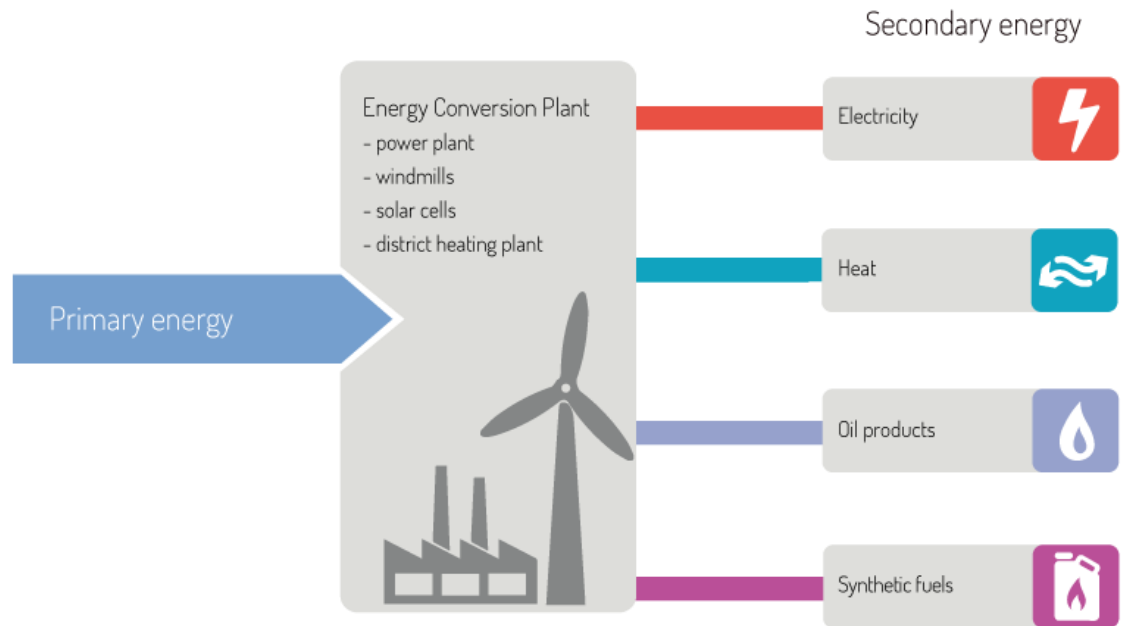 Secondary energy
Energy Conversion Plant
- power plant
- windmills
- solar cells
- district heating plant
Primary energy
Electricity
Heat
Oil products
Synthetic fuels